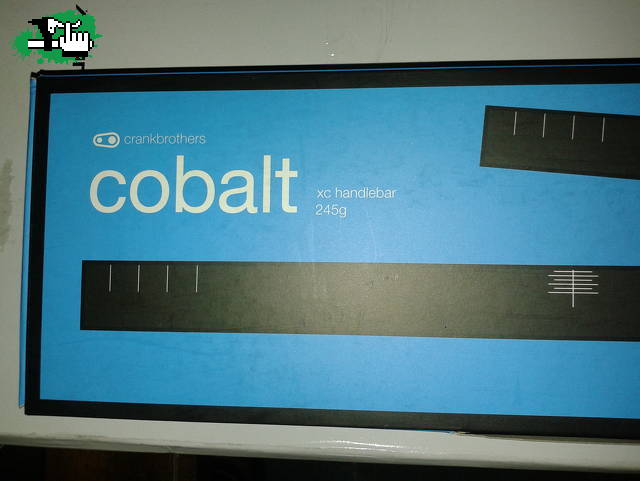 crankbrothers
cobalt
xc handlebar
245g